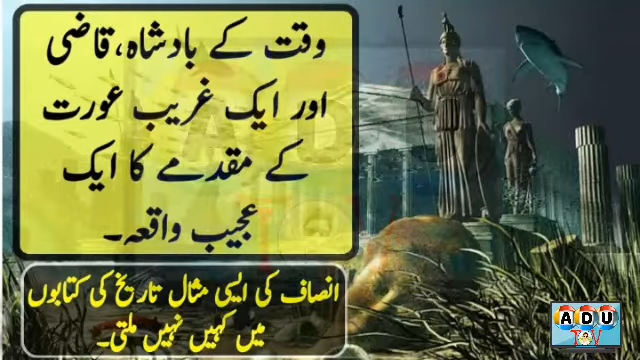 وقت کے بادشاہ، قاضی
اور ایک غریب عورت
کے مقدمے کا ایک
عجیب واقعہ۔
انصاف کی ایسی مثال تاریخ کی کتابوں
میں کہیں نہیں ملتی۔
ADU
TV